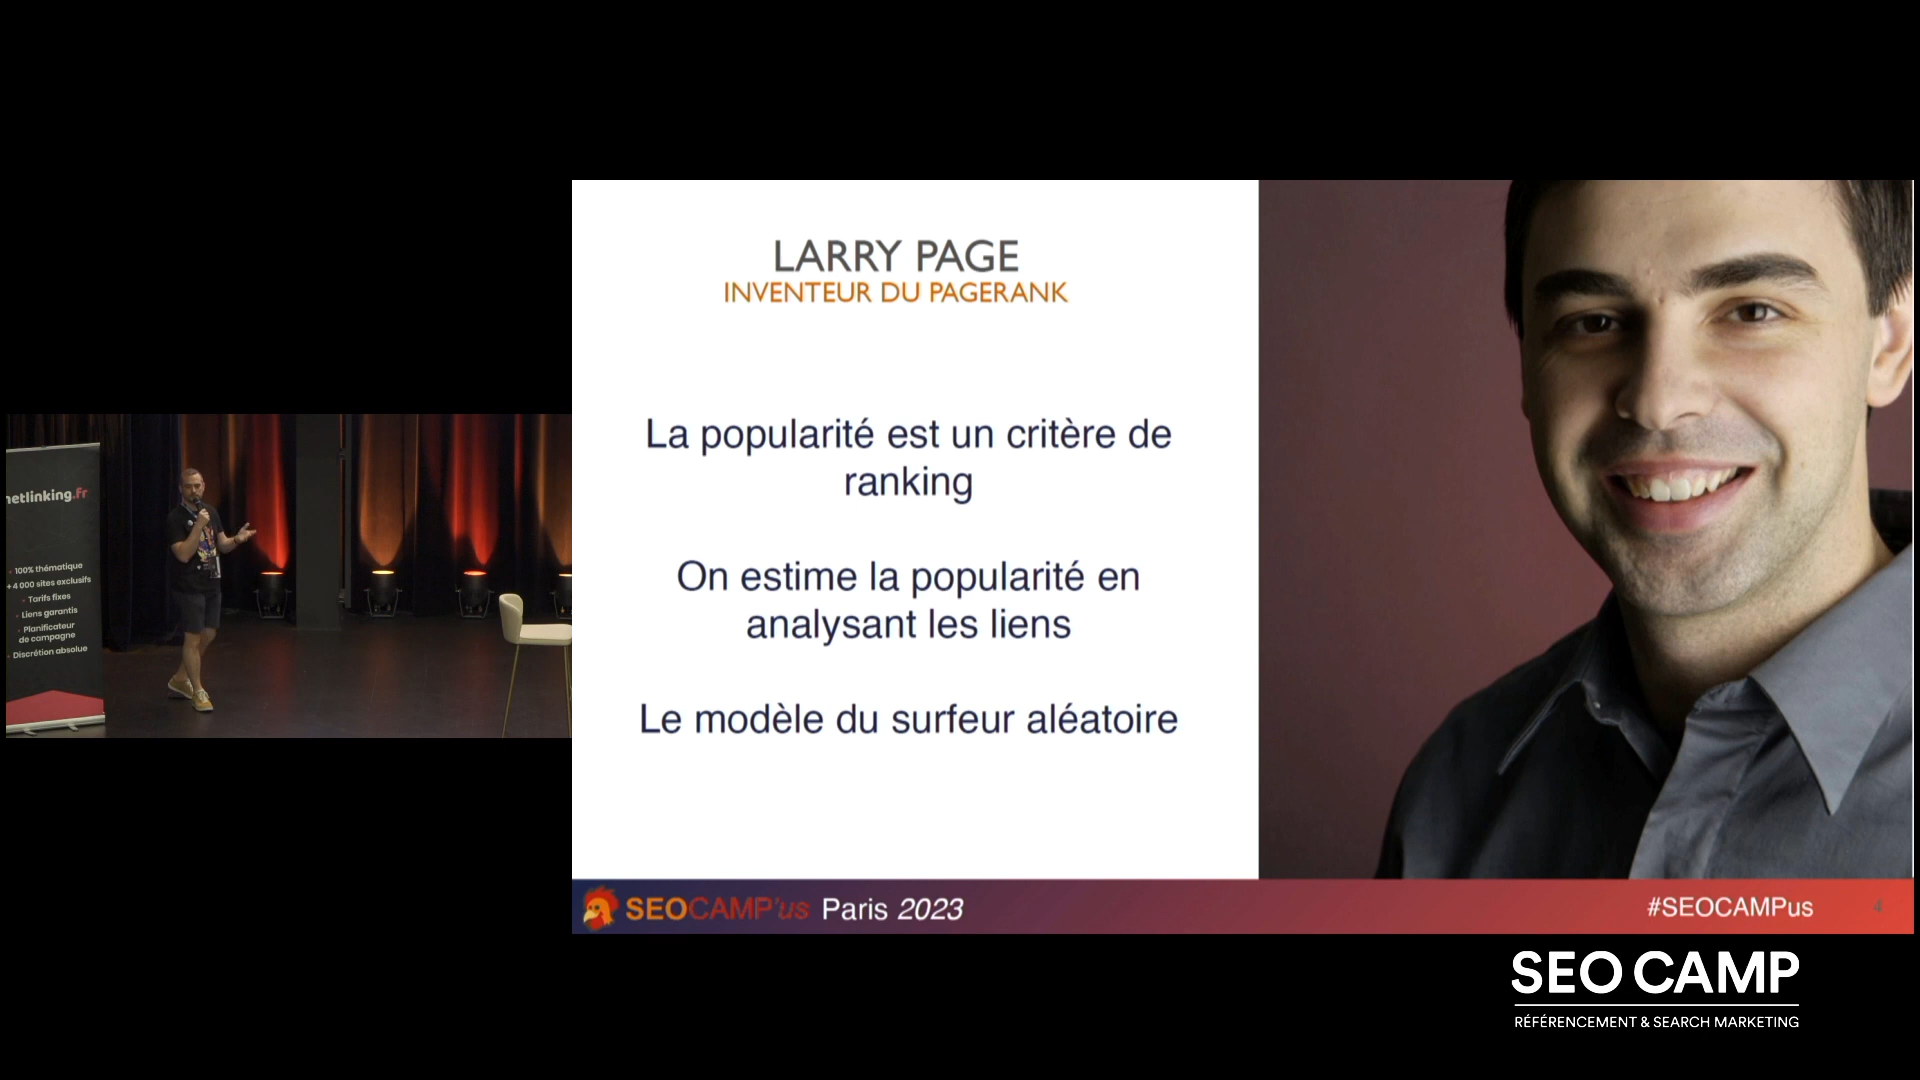 netlinking.fr
100% thématique
+ 4 000 sites exclusifs
Tarifs fixes
Liens garantis
Planificateur
de campagne
Discrétion absolue
LARRY PAGE
INVENTEUR DU PAGERANK
La popularité est un critère de
ranking
On estime la popularité en
analysant les liens
Le modèle du surfeur aléatoire
SEOCAMP'us Paris 2023
#SEOCAMPus
4
SEO CAMP
RÉFÉRENCEMENT & SEARCH MARKETING